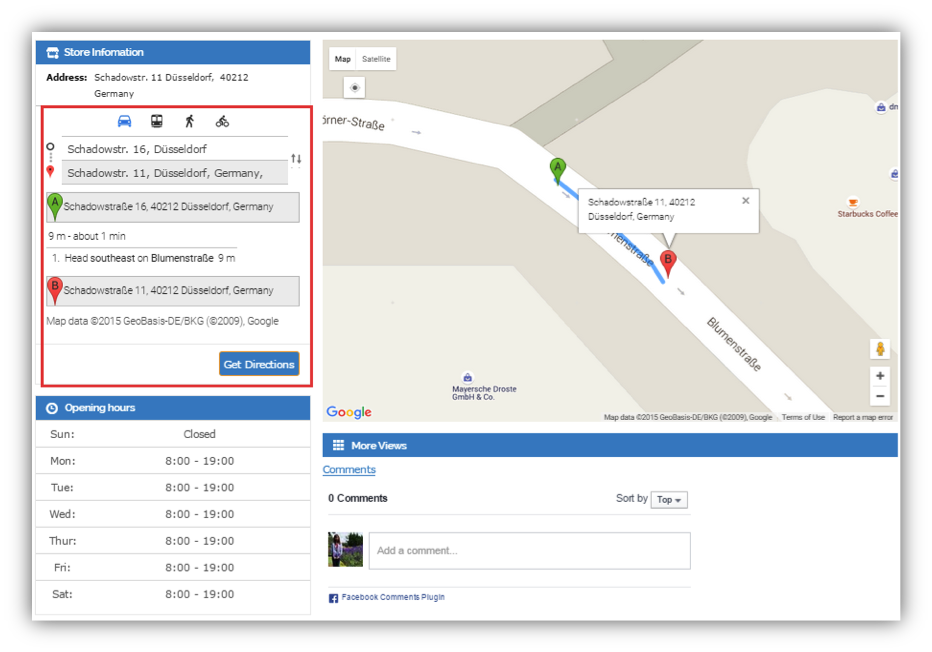 Store Infomation
Address: Schadowstr. 11 Düsseldorf, 40212
Germany
Schadowstr. 16, Düsseldorf
Schadowstr. 11, Düsseldorf, Germany,
A
Schadowstraße 16, 40212 Düsseldorf, Germany
9 m - about 1 min
1. Head southeast on Blumenstraße 9 m
B
Schadowstraße 11, 40212 Düsseldorf, Germany
Map data ©2015 GeoBasis-DE/BKG (©2009), Google
Get Directions
Opening hours
Sun: Closed
Mon: 8:00 - 19:00
Tue: 8:00 - 19:00
Wed: 8:00 - 19:00
Thur: 8:00 - 19:00
Fri: 8:00 - 19:00
Sat: 8:00 - 19:00
Map Satellite
örner-Straße
A
Schadowstraße 11, 40212
Düsseldorf, Germany
B
Blumenstraße
Starbucks Coffee
dm
Mayersche Droste
GmbH & Co.
Google
Map data ©2015 GeoBasis-DE/BKG (©2009), Google Terms of Use Report a map error
More Views
Comments
0 Comments
Sort by Top
Add a comment...
Facebook Comments Plugin